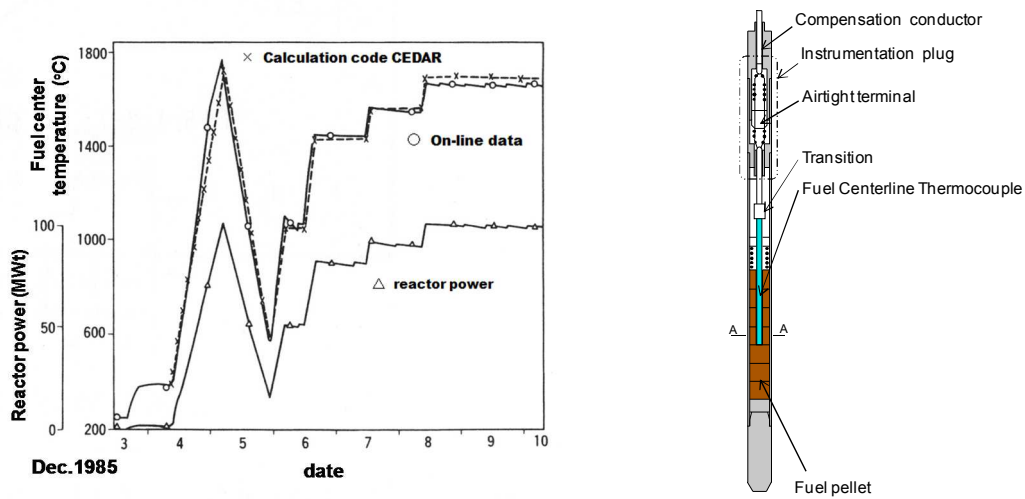 1800
1400
1000
600
200
100
50
0
Fuel center
temperature (°C)
Reactor power (MWt)
× Calculation code CEDAR
On-line data
reactor power
3 4 5 6 7 8 9 10
Dec.1985
date
Compensation conductor
Instrumentation plug
Airtight terminal
Transition
Fuel Centerline Thermocouple
A A
Fuel pellet